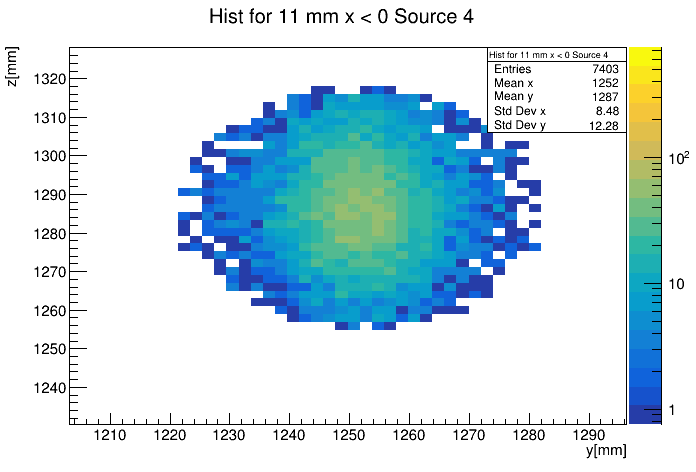 Hist for 11 mm x < 0 Source 4
z[mm]
Hist for 11 mm x < 0 Source 4
Entries 7403
Mean x 1252
Mean y 1287
Std Dev x 8.48
Std Dev y 12.28
1320
1310
1300
1290
1280
1270
1260
1250
1240
10²
10
1
1210 1220 1230 1240 1250 1260 1270 1280 1290
y[mm]